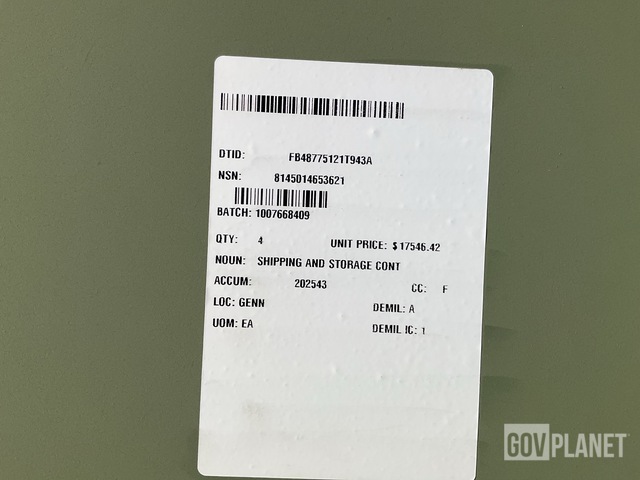 DTID: FB48775121T943A
NSN: 8145014653621
BATCH: 1007668409
QTY: 4 UNIT PRICE: $17546.42
NOUN: SHIPPING AND STORAGE CONT
ACCUM: 202543 CC: F
LOC: GENN DEMIL: A
UOM: EA DEMIL IC: 1
GOVPLANET